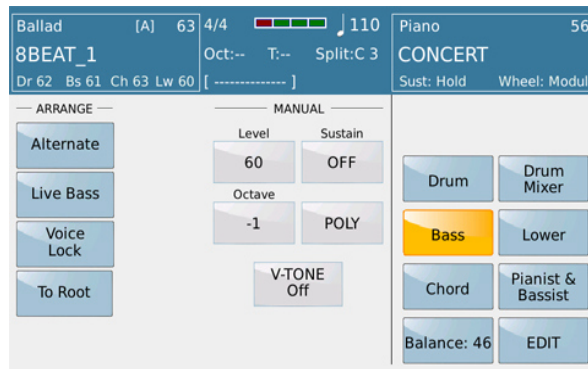 Ballad [A] 63
8BEAT_1
Dr 62 Bs 61 Ch 63 Lw 60
4/4 ♩110
Oct:-- T:-- Split:C 3
[ -------------- ]
Piano 56
CONCERT
Sust: Hold Wheel: Modul
ARRANGE
Alternate
Live Bass
Voice
Lock
To Root
MANUAL
Level Sustain
60 OFF
Octave
-1 POLY
V-TONE
Off
Drum
Drum
Mixer
Bass
Lower
Chord
Pianist &
Bassist
Balance: 46
EDIT